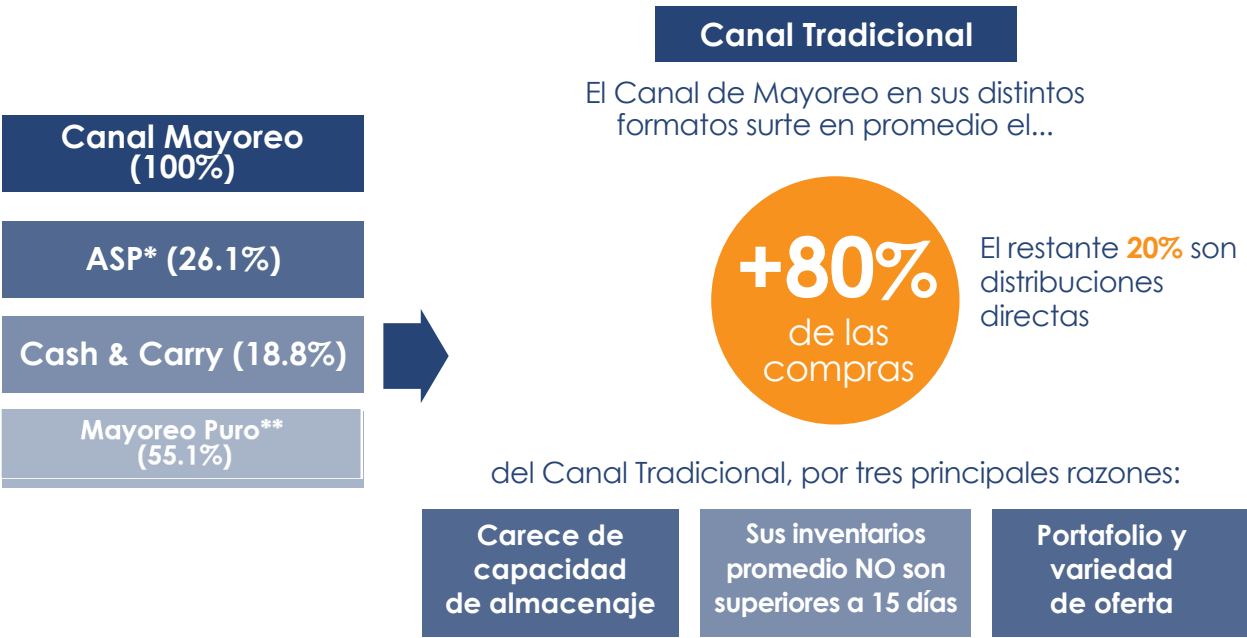 Canal Tradicional
El Canal de Mayoreo en sus distintos
formatos surte en promedio el...
Canal Mayoreo
(100%)
ASP* (26.1%)
Cash & Carry (18.8%)
Mayoreo Puro**
(55.1%)
+80%
de las
compras
El restante 20% son
distribuciones
directas
del Canal Tradicional, por tres principales razones:
Carece de
capacidad
de almacenaje
Sus inventarios
promedio NO son
superiores a 15 días
Portafolio y
variedad
de oferta